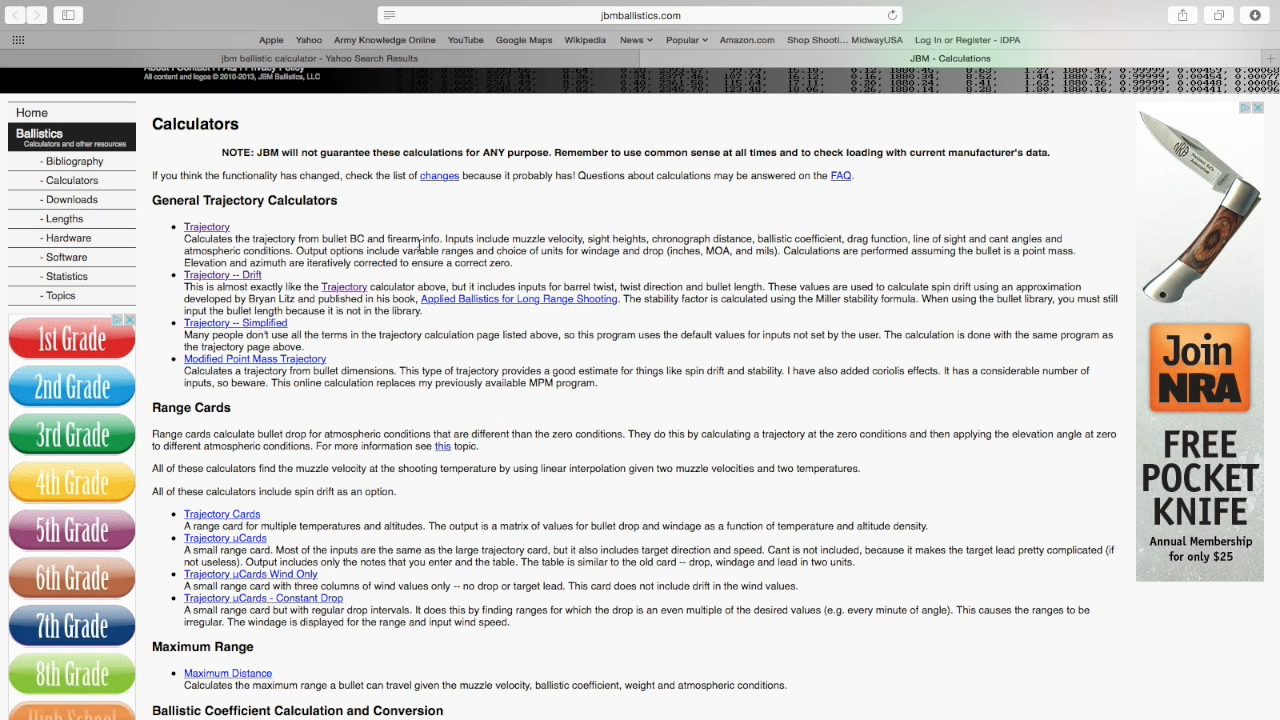 jbmballistics.com
Apple Yahoo Army Knowledge Online YouTube Google Maps Wikipedia News Popular Amazon.com Shop Shooti... MidwayUSA Log In or Register - IDPA
jbm ballistic calculator - Yahoo Search Results
JBM - Calculations
All content and logos © 2010-2013, JBM Ballistics, LLC
Home
Ballistics
Calculators and other resources
- Bibliography
- Calculators
- Downloads
- Lengths
- Hardware
- Software
- Statistics
- Topics
1st Grade
2nd Grade
3rd Grade
4th Grade
5th Grade
6th Grade
7th Grade
8th Grade
High School
Calculators
NOTE: JBM will not guarantee these calculations for ANY purpose. Remember to use common sense at all times and to check loading with current manufacturer's data.
If you think the functionality has changed, check the list of changes because it probably has! Questions about calculations may be answered on the FAQ.
General Trajectory Calculators
• Trajectory
Calculates the trajectory from bullet BC and firearm info. Inputs include muzzle velocity, sight heights, chronograph distance, ballistic coefficient, drag function, line of sight and cant angles and
atmospheric conditions. Output options include variable ranges and choice of units for windage and drop (inches, MOA, and mils). Calculations are performed assuming the bullet is a point mass.
Elevation and azimuth are iteratively corrected to ensure a correct zero.
• Trajectory -- Drift
This is almost exactly like the Trajectory calculator above, but it includes inputs for barrel twist, twist direction and bullet length. These values are used to calculate spin drift using an approximation
developed by Bryan Litz and published in his book, Applied Ballistics for Long Range Shooting. The stability factor is calculated using the Miller stability formula. When using the bullet library, you must still
input the bullet length because it is not in the library.
• Trajectory -- Simplified
Many people don't use all the terms in the trajectory calculation page listed above, so this program uses the default values for inputs not set by the user. The calculation is done with the same program as
the trajectory page above.
• Modified Point Mass Trajectory
Calculates a trajectory from bullet dimensions. This type of trajectory provides a good estimate for things like spin drift and stability. I have also added coriolis effects. It has a considerable number of
inputs, so beware. This online calculation replaces my previously available MPM program.
Range Cards
Range cards calculate bullet drop for atmospheric conditions that are different than the zero conditions. They do this by calculating a trajectory at the zero conditions and then applying the elevation angle at zero
to different atmospheric conditions. For more information see this topic.
All of these calculators find the muzzle velocity at the shooting temperature by using linear interpolation given two muzzle velocities and two temperatures.
All of these calculators include spin drift as an option.
• Trajectory Cards
A range card for multiple temperatures and altitudes. The output is a matrix of values for bullet drop and windage as a function of temperature and altitude density.
• Trajectory µCards
A small range card. Most of the inputs are the same as the large trajectory card, but it also includes target direction and speed. Cant is not included, because it makes the target lead pretty complicated (if
not useless). Output includes only the notes that you enter and the table. The table is similar to the old card -- drop, windage and lead in two units.
• Trajectory µCards Wind Only
A small range card with three columns of wind values only -- no drop or target lead. This card does not include drift in the wind values.
• Trajectory µCards - Constant Drop
A small range card but with regular drop intervals. It does this by finding ranges for which the drop is an even multiple of the desired values (e.g. every minute of angle). This causes the ranges to be
irregular. The windage is displayed for the range and input wind speed.
Maximum Range
• Maximum Distance
Calculates the maximum range a bullet can travel given the muzzle velocity, ballistic coefficient, weight and atmospheric conditions.
Ballistic Coefficient Calculation and Conversion
Join
NRA
FREE
POCKET
KNIFE
Annual Membership
for only $25